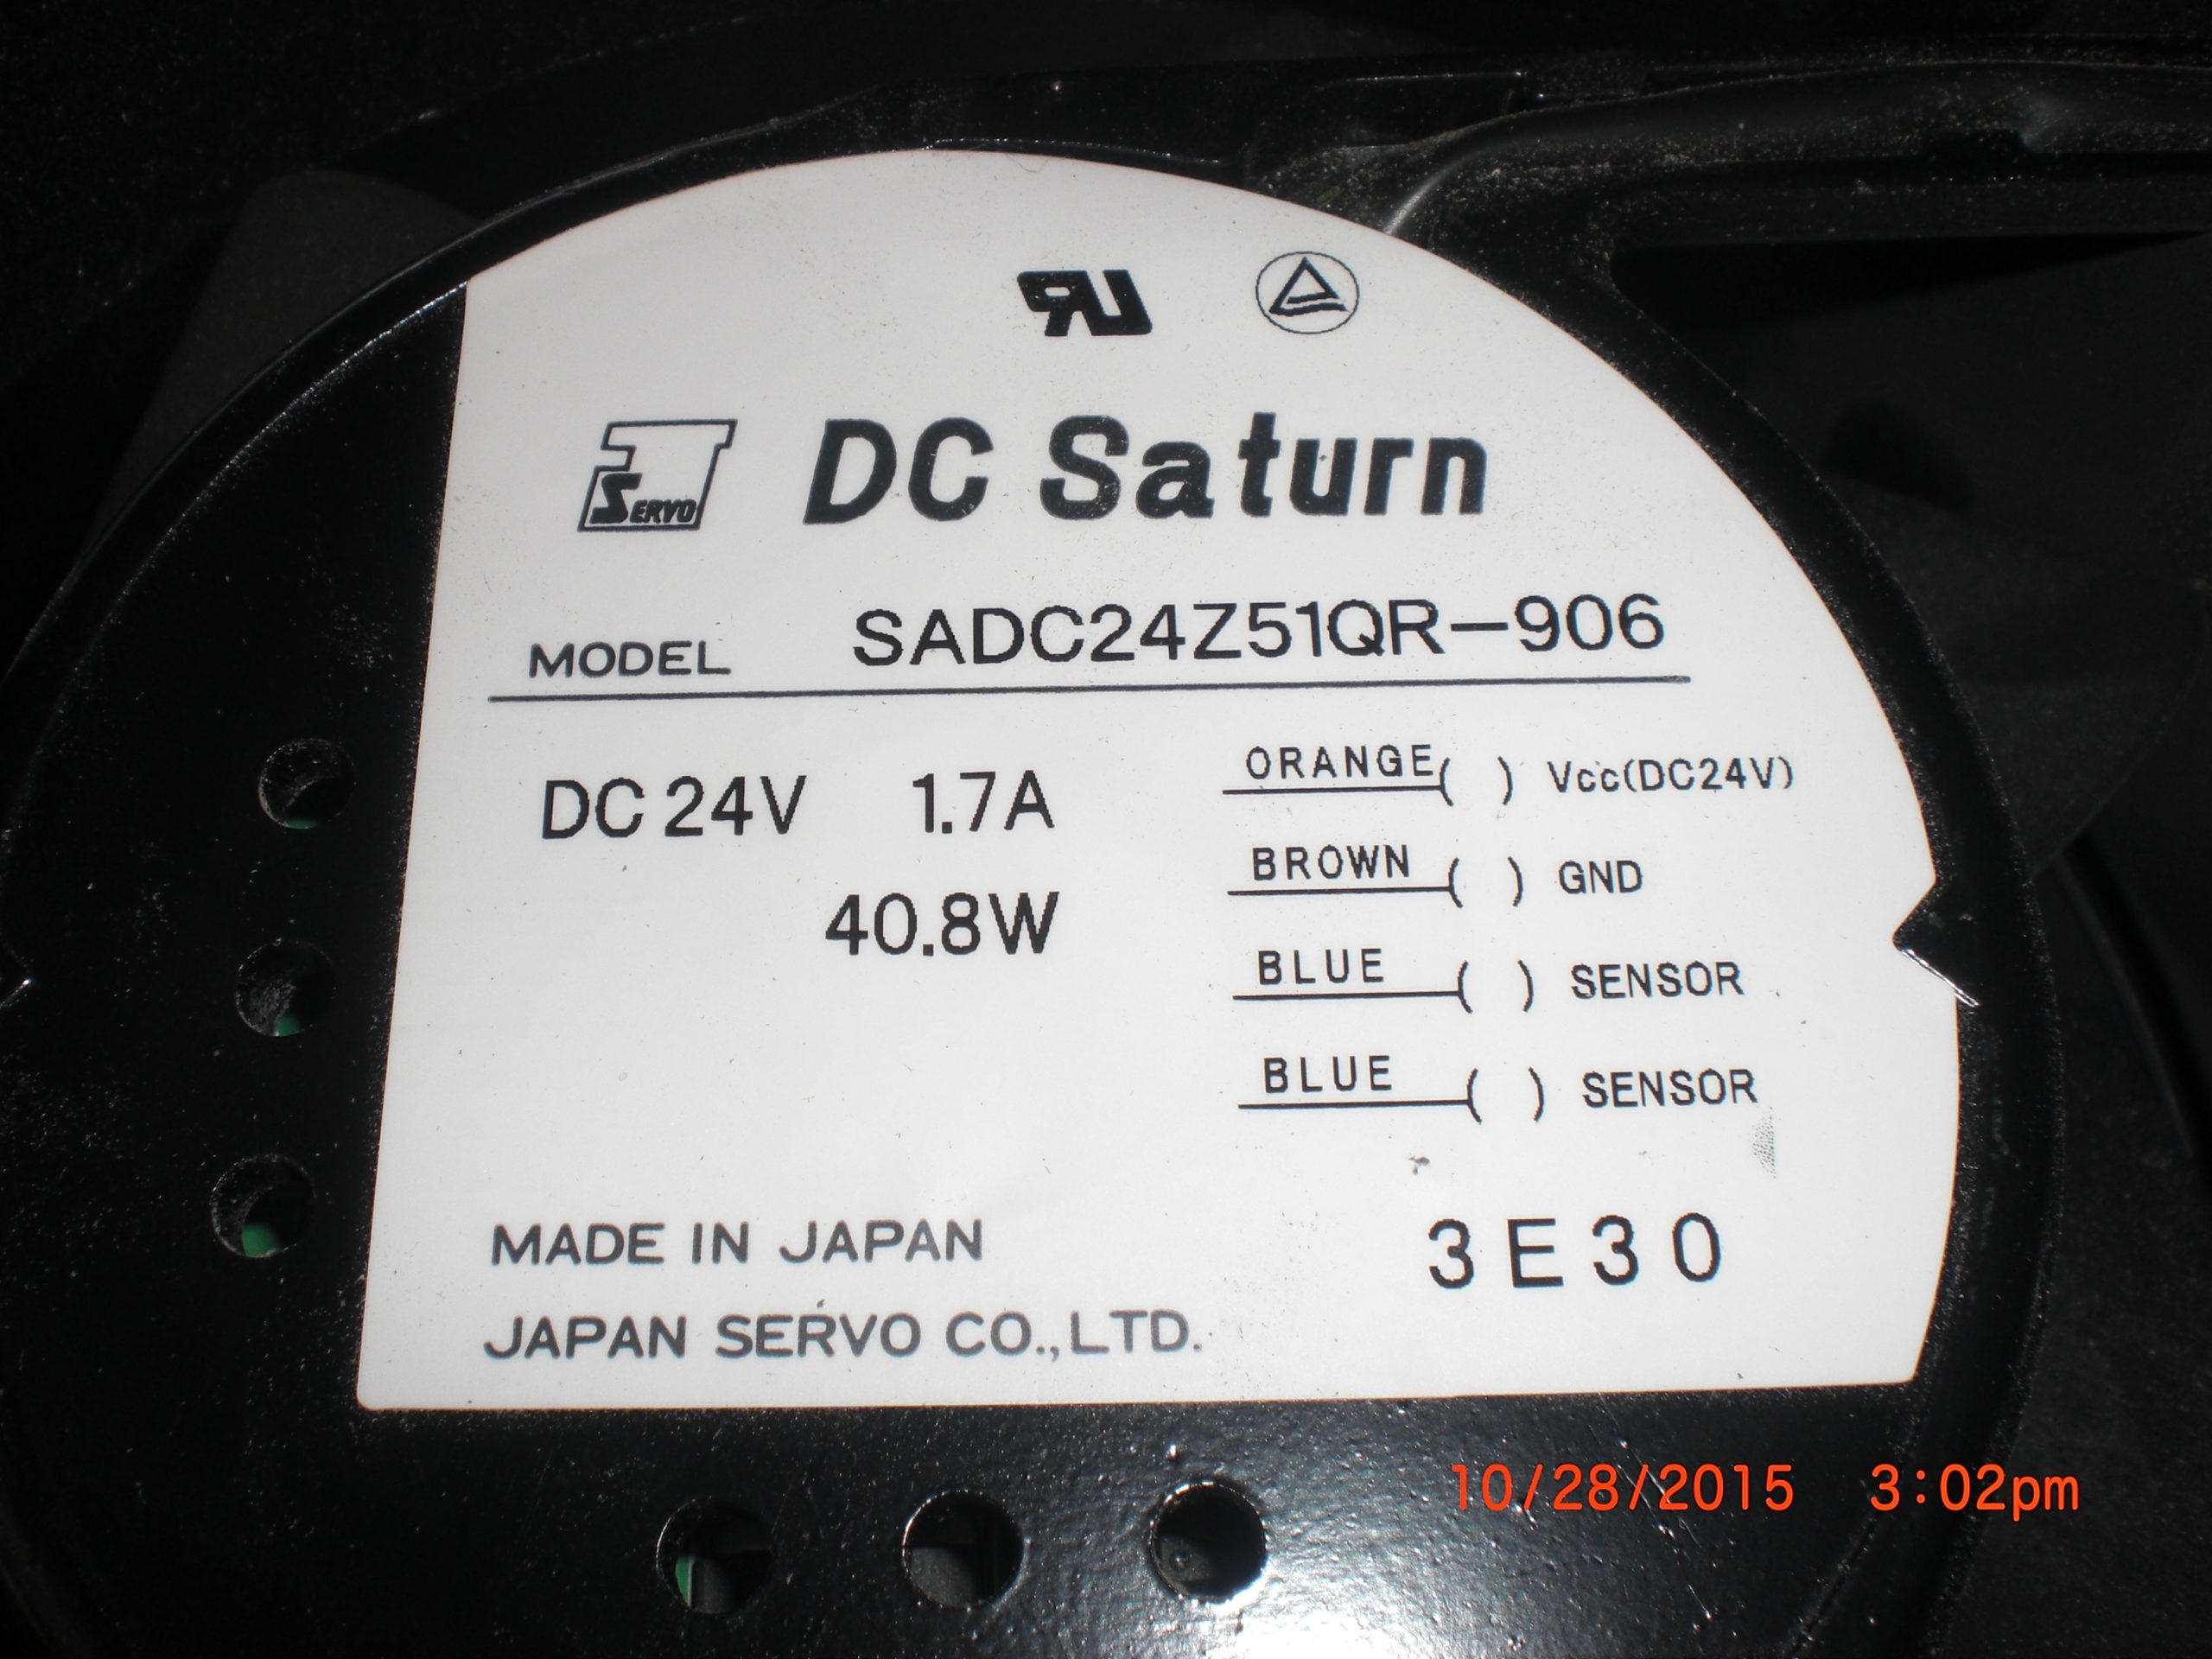 RU
SERVO DC Saturn
MODEL SADC24Z51QR-906
DC 24V 1.7A
40.8W
ORANGE ( ) Vcc(DC24V)
BROWN ( ) GND
BLUE ( ) SENSOR
BLUE ( ) SENSOR
MADE IN JAPAN
3E30
JAPAN SERVO CO.,LTD.
10/28/2015 3:02pm